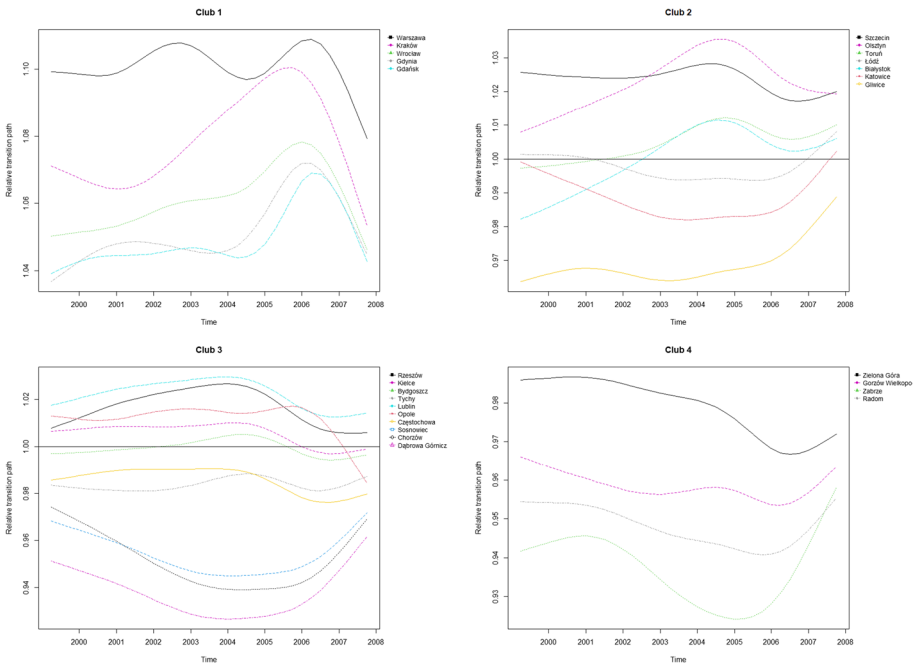 Club 1
Relative transition path
1.10
1.08
1.06
1.04
2000 2001 2002 2003 2004 2005 2006 2007 2008
Time
Warszawa
Kraków
Wrocław
Gdynia
Gdańsk
Club 2
Relative transition path
1.03
1.02
1.01
1.00
0.99
0.98
0.97
2000 2001 2002 2003 2004 2005 2006 2007 2008
Time
Szczecin
Olsztyn
Toruń
Łódź
Białystok
Katowice
Gliwice
Club 3
Relative transition path
1.02
1.00
0.98
0.96
0.94
2000 2001 2002 2003 2004 2005 2006 2007 2008
Time
Rzeszów
Kielce
Bydgoszcz
Tychy
Lublin
Opole
Częstochowa
Sosnowiec
Chorzów
Dąbrowa Górnicz
Club 4
Relative transition path
0.98
0.97
0.96
0.95
0.94
0.93
2000 2001 2002 2003 2004 2005 2006 2007 2008
Time
Zielona Góra
Gorzów Wielkopo
Zabrze
Radom